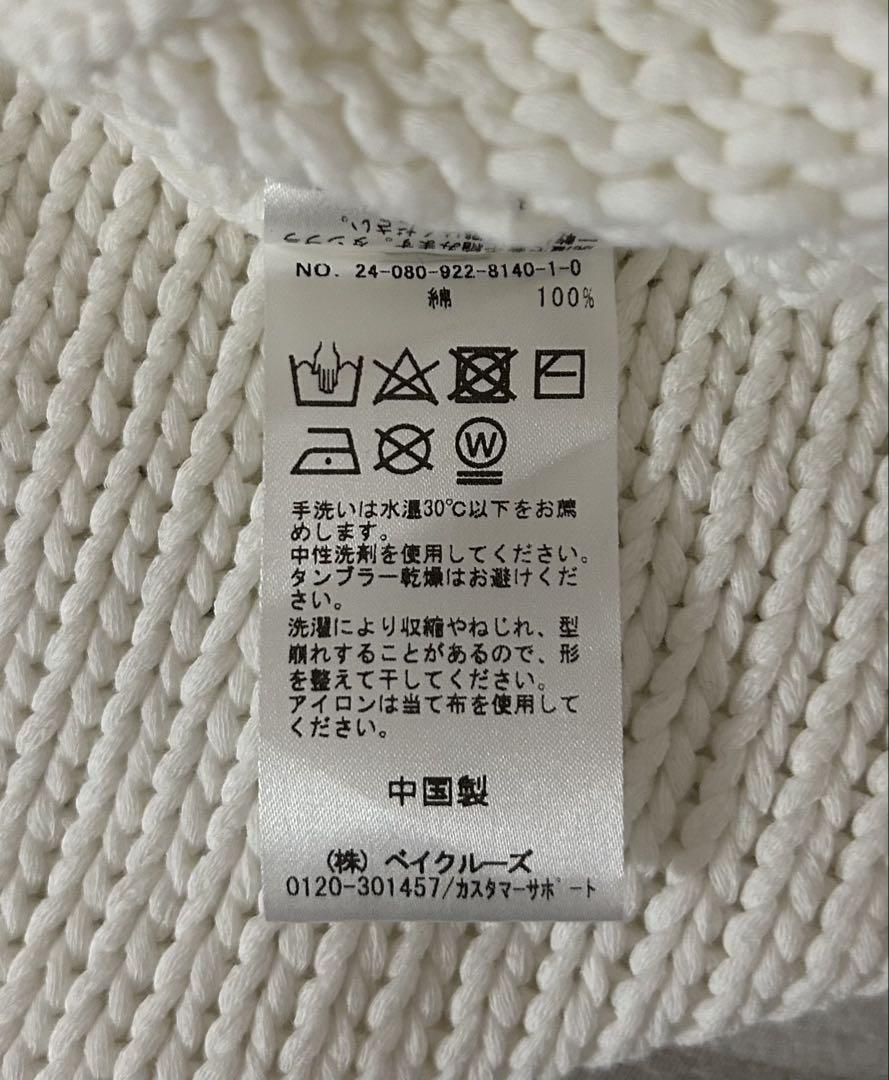 NO. 24-080-922-8140-1-0
綿 100%
W
手洗いは水温30℃以下をお薦
めします。
中性洗剤を使用してください。
タンブラー乾燥はお避けくだ
さい。
洗濯により収縮やねじれ、型
崩れすることがあるので、形
を整えて干してください。
アイロンは当て布を使用して
ください。
中国製
(株) ベイクルーズ
0120-301457/カスタマーサポート